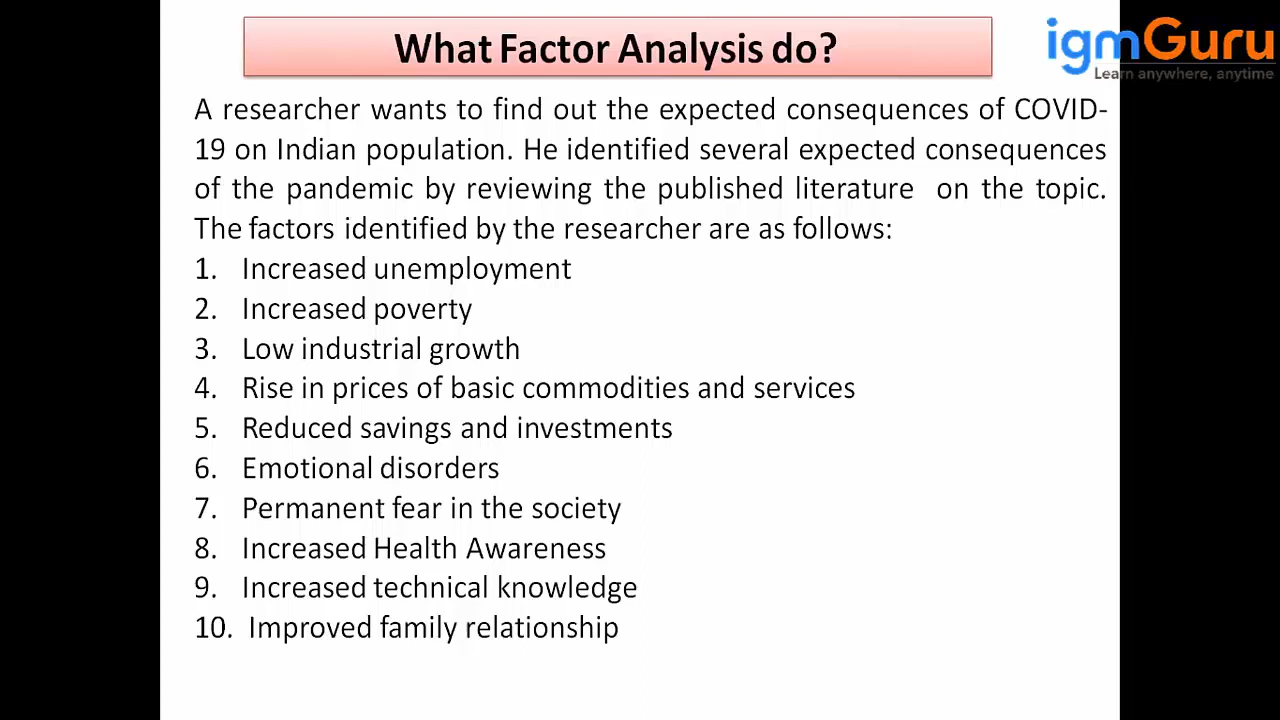 What Factor Analysis do?
igmGuru
Learn anywhere, anytime
A researcher wants to find out the expected consequences of COVID-
19 on Indian population. He identified several expected consequences
of the pandemic by reviewing the published literature on the topic.
The factors identified by the researcher are as follows:
1. Increased unemployment
2. Increased poverty
3. Low industrial growth
4. Rise in prices of basic commodities and services
5. Reduced savings and investments
6. Emotional disorders
7. Permanent fear in the society
8. Increased Health Awareness
9. Increased technical knowledge
10. Improved family relationship